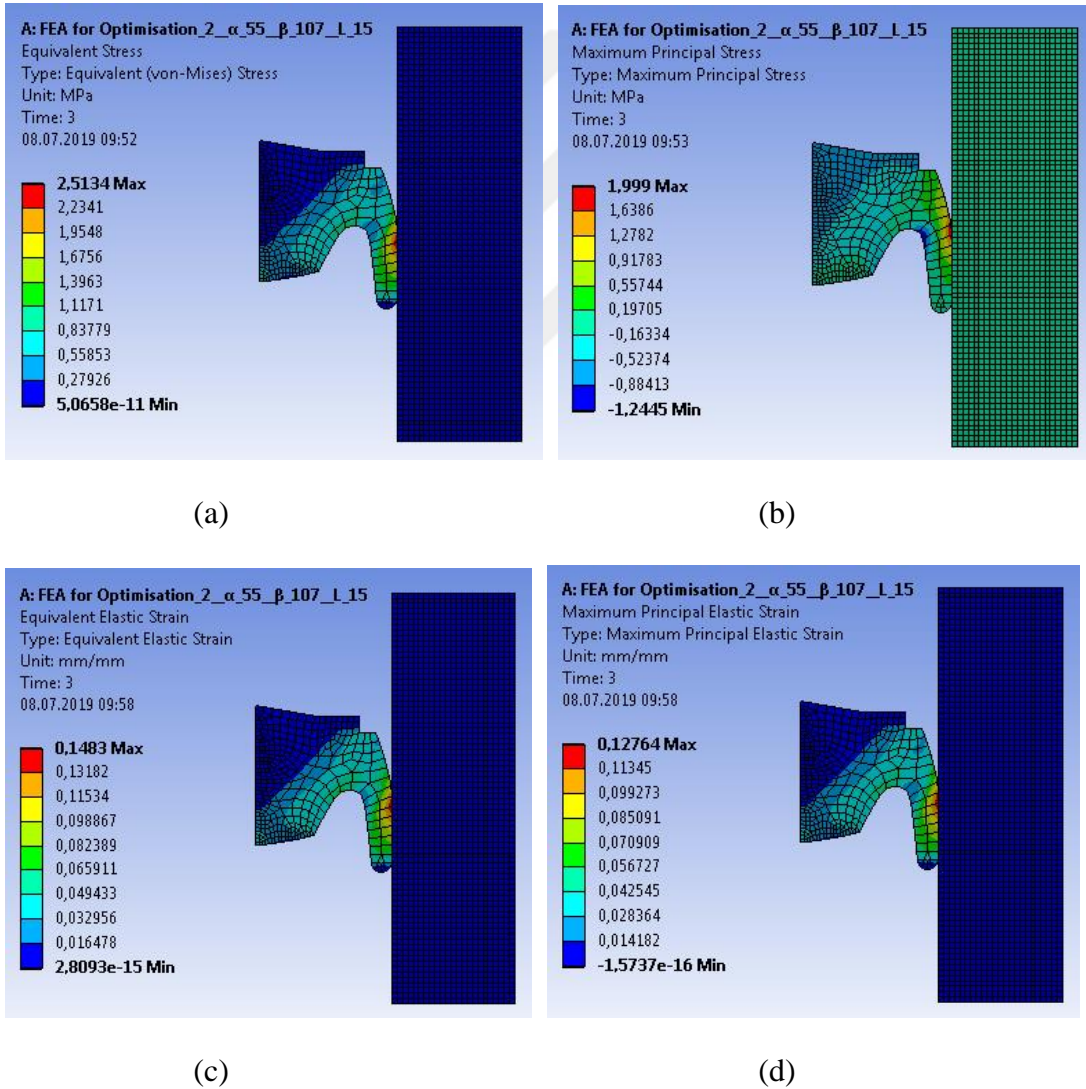 A: FEA for Optimisation_2__α_55__β_107__L_15
Equivalent Stress
Type: Equivalent (von-Mises) Stress
Unit: MPa
Time: 3
08.07.2019 09:52
2,5134 Max
2,2341
1,9548
1,6756
1,3963
1,1171
0,83779
0,55853
0,27926
5,0658e-11 Min
(a)
A: FEA for Optimisation_2__α_55__β_107__L_15
Maximum Principal Stress
Type: Maximum Principal Stress
Unit: MPa
Time: 3
08.07.2019 09:53
1,999 Max
1,6386
1,2782
0,91783
0,55744
0,19705
-0,16334
-0,52374
-0,88413
-1,2445 Min
(b)
A: FEA for Optimisation_2__α_55__β_107__L_15
Equivalent Elastic Strain
Type: Equivalent Elastic Strain
Unit: mm/mm
Time: 3
08.07.2019 09:58
0,1483 Max
0,13182
0,11534
0,098867
0,082389
0,065911
0,049433
0,032956
0,016478
2,8093e-15 Min
(c)
A: FEA for Optimisation_2__α_55__β_107__L_15
Maximum Principal Elastic Strain
Type: Maximum Principal Elastic Strain
Unit: mm/mm
Time: 3
08.07.2019 09:58
0,12764 Max
0,11345
0,099273
0,085091
0,070909
0,056727
0,042545
0,028364
0,014182
-1,5737e-16 Min
(d)